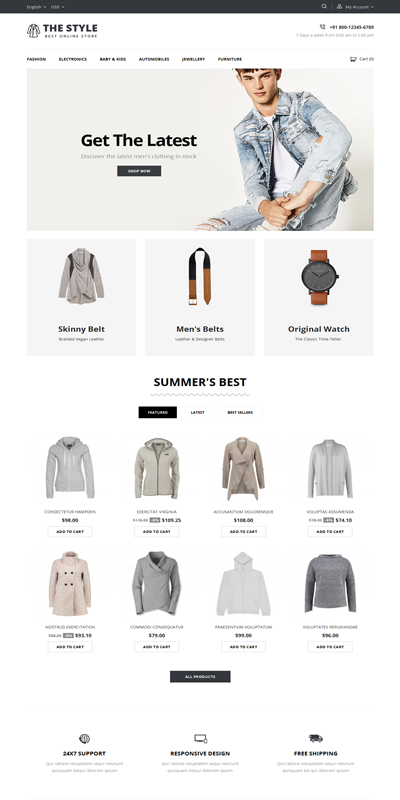 English USD My Account
THE STYLE
BEST ONLINE STORE
+91 800-12345-6789
7 Days a week from 9:00 am to 5:00 pm
FASHION ELECTRONICS BABY & KIDS AUTOMOBILES JEWELLERY FURNITURE Cart (0)
Get The Latest
Discover the latest men's clothing in stock
SHOP NOW
Skinny Belt
Braided Vegan Leather
Men's Belts
Leather & Designer Belts
Original Watch
The Classic Time-Teller.
SUMMER'S BEST
FEATURED LATEST BEST SELLERS
CONSECTETUR HAMPDEN EXERCITAT VIRGINIA ACCUSANTIUM DOLOREMQUE VOLUPTAS ASSUMENDA
$98.00 $115.00 -5% $109.25 $108.00 $78.00 -5% $74.10
ADD TO CART ADD TO CART ADD TO CART ADD TO CART
NOSTRUD EXERCITATION COMMODI CONSEQUATUR PRAESENTIUM VOLUPTATUM VOLUPTATES REPUDIANDAE
$98.00 -5% $93.10 $79.00 $99.00 $96.00
ADD TO CART ADD TO CART ADD TO CART ADD TO CART
ALL PRODUCTS
24X7 SUPPORT
Qui ratione voluptatem sequi nesciunt
quisquam estqui dolorem ipsum
RESPONSIVE DESIGN
Qui ratione voluptatem sequi nesciunt
quisquam estqui dolorem ipsum
FREE SHIPPING
Qui ratione voluptatem sequi nesciunt
quisquam est qui dolorem ipsum